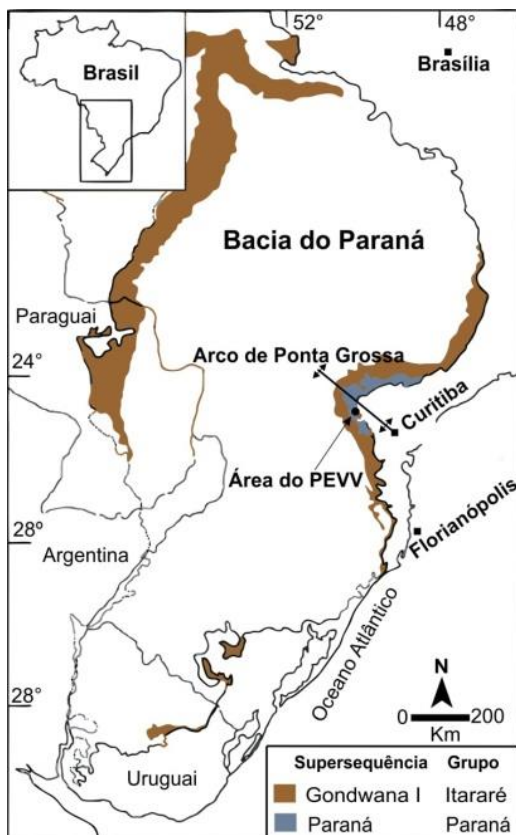 52°
48°
Brasil
Brasília
Bacia do Paraná
Paraguai
Arco de Ponta Grossa
24°
Curitiba
Área do PEVV
Florianópolis
28°
Argentina
Oceano Atlântico
N
28°
0 200
Km
Uruguai
Supersequência Grupo
Gondwana I Itararé
Paraná Paraná